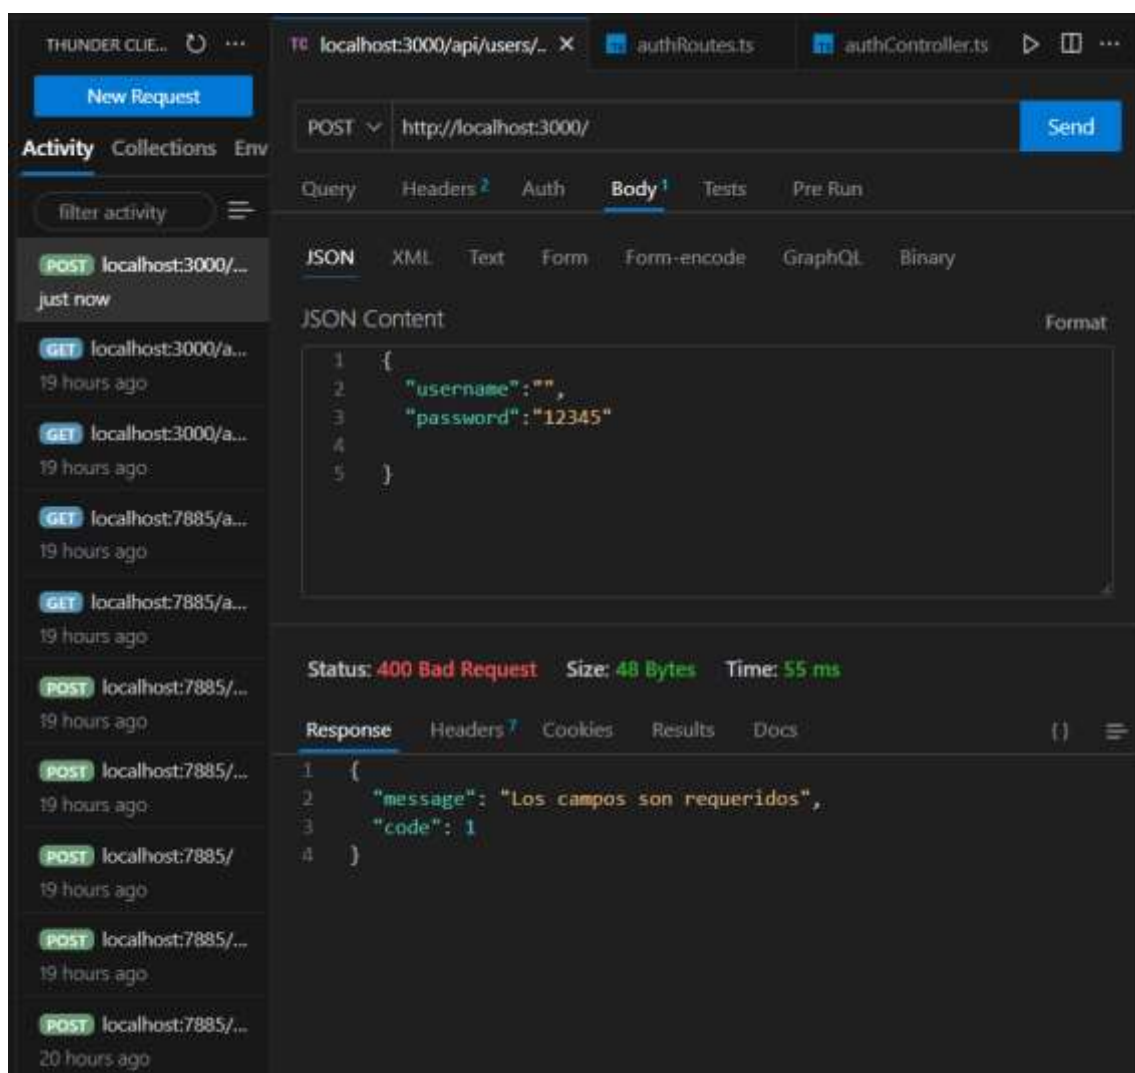 THUNDER CLIE... ...
TC localhost:3000/api/users/.. × authRoutes.ts authController.ts ...
New Request
POST http://localhost:3000/ Send
Activity Collections Env
Query Headers 2 Auth Body 1 Tests Pre Run
filter activity
JSON XML Text Form Form-encode GraphQL Binary
POST localhost:3000/...
just now
JSON Content Format
1 {
2 "username":"",
3 "password":"12345"
4
5 }
GET localhost:3000/a...
19 hours ago
GET localhost:3000/a...
19 hours ago
GET localhost:7885/a...
19 hours ago
GET localhost:7885/a...
19 hours ago
POST localhost:7885/...
19 hours ago
POST localhost:7885/...
19 hours ago
POST localhost:7885/
19 hours ago
POST localhost:7885/...
19 hours ago
POST localhost:7885/...
20 hours ago
Status: 400 Bad Request Size: 48 Bytes Time: 55 ms
Response Headers 7 Cookies Results Docs {}
1 {
2 "message": "Los campos son requeridos",
3 "code": 1
4 }